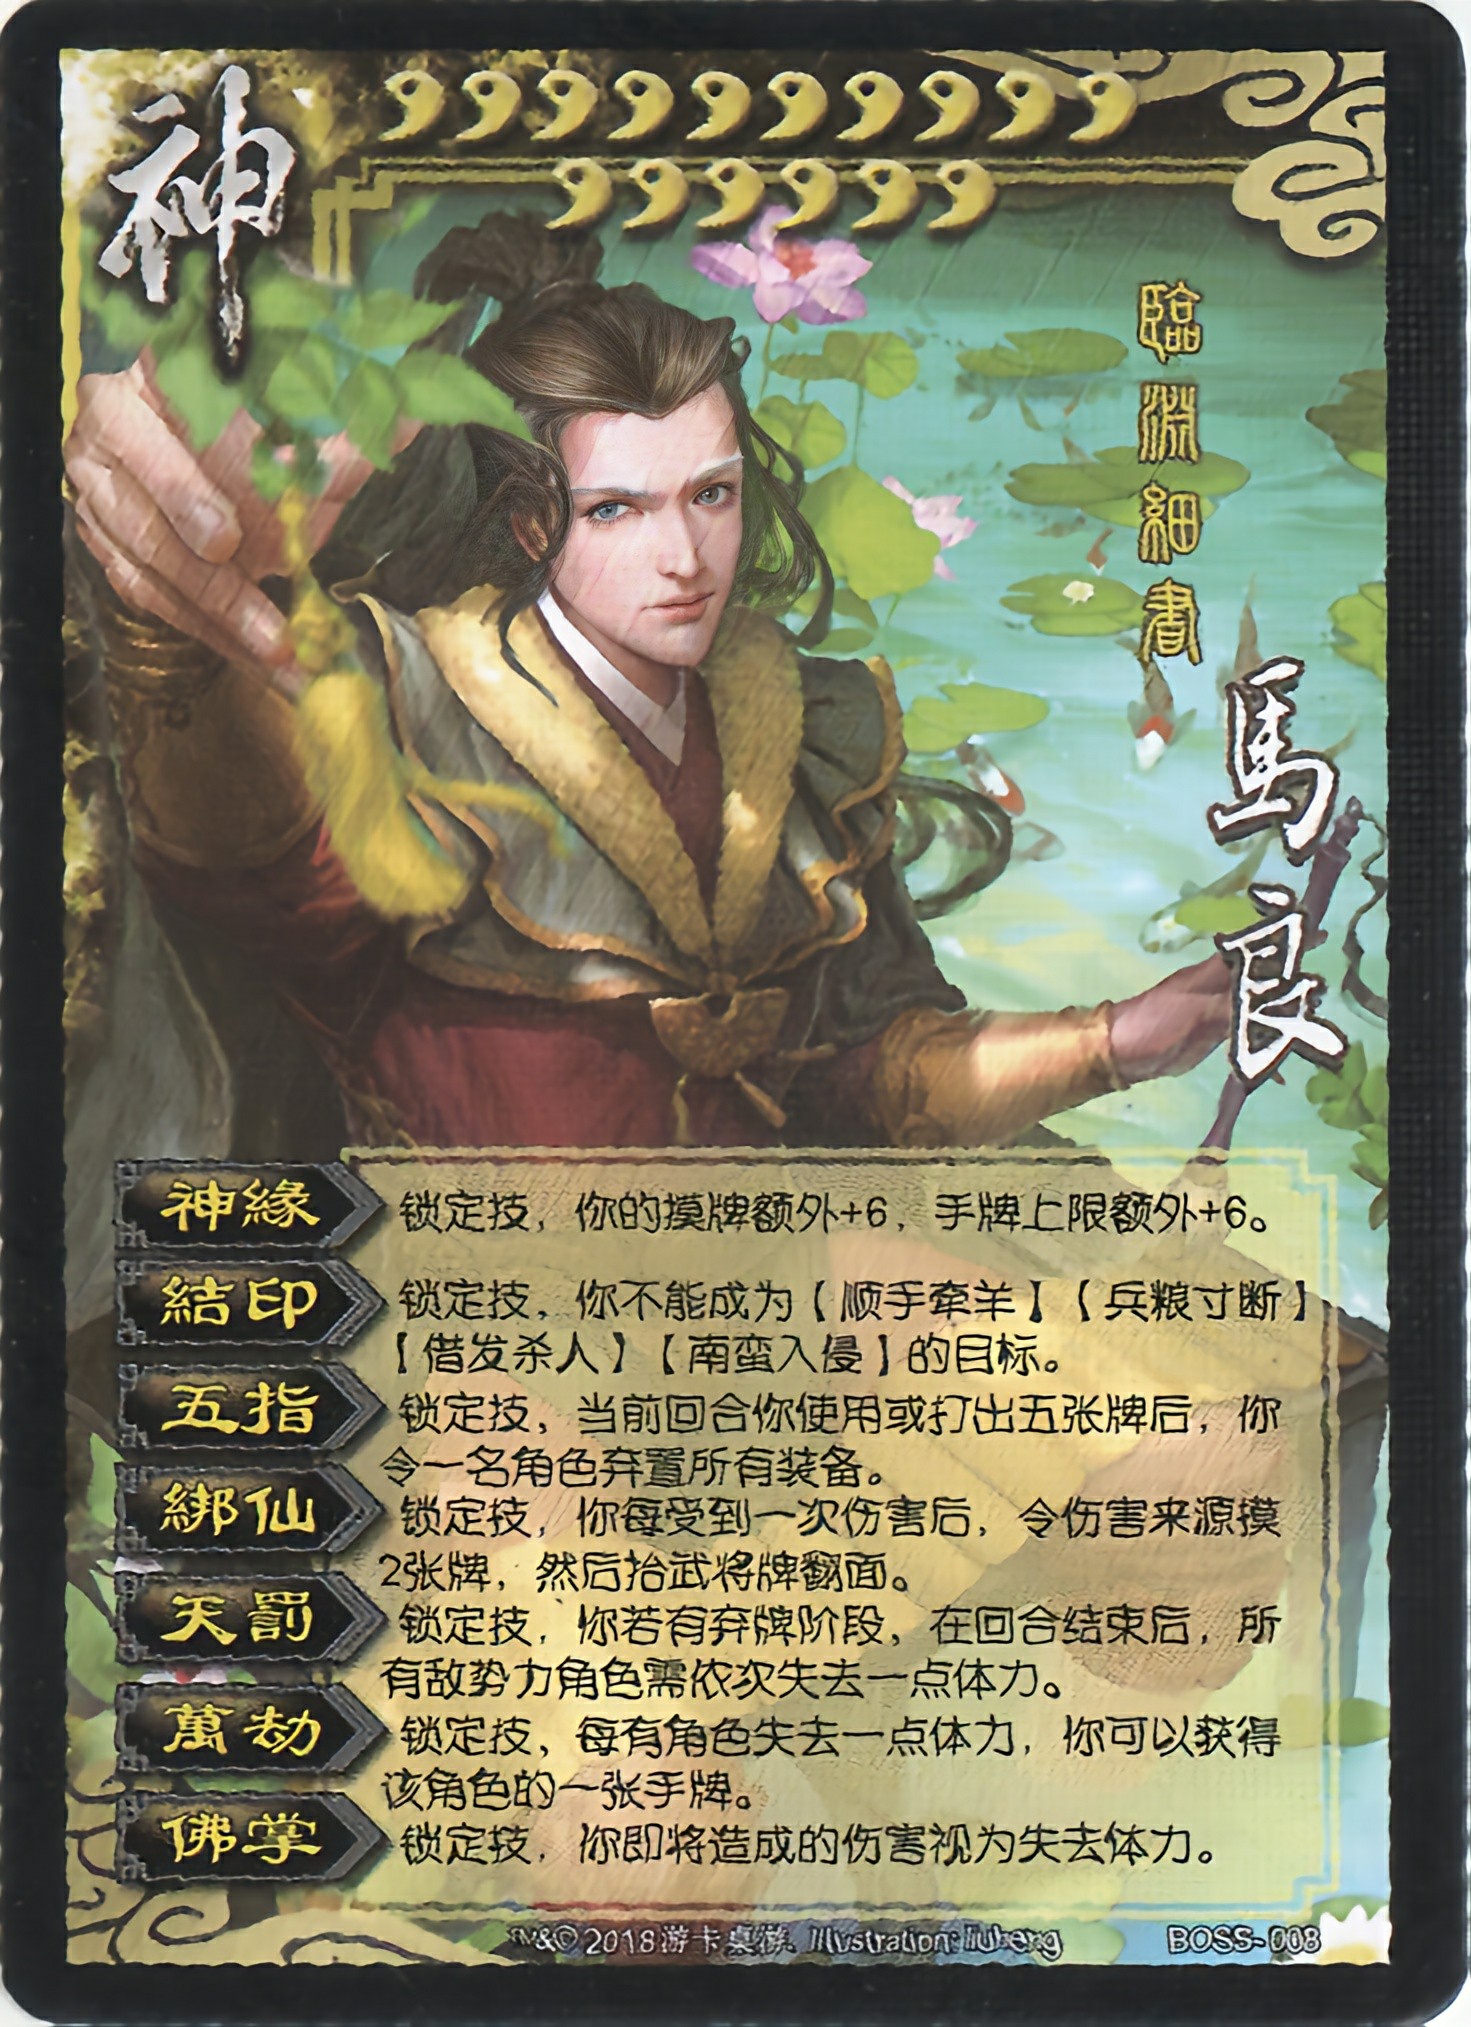 神
臨淵細書
馬良
神緣
锁定技，你的摸牌额外+6，手牌上限额外+6。
結印
锁定技，你不能成为【顺手牵羊】【兵粮寸断】
【借发杀人】【南蛮入侵】的目标。
五指
锁定技，当前回合你使用或打出五张牌后，你
令一名角色弃置所有装备。
綁仙
锁定技，你每受到一次伤害后，令伤害来源摸
2张牌，然后抬武将牌翻面。
天罰
锁定技，你若有弃牌阶段，在回合结束后，所
有敌势力角色需依次失去一点体力。
萬劫
锁定技，每有角色失去一点体力，你可以获得
该角色的一张手牌。
佛掌
锁定技，你即将造成的伤害视为失去体力。
™&© 2018游卡桌游. Illustration: liuheng
BOSS-008